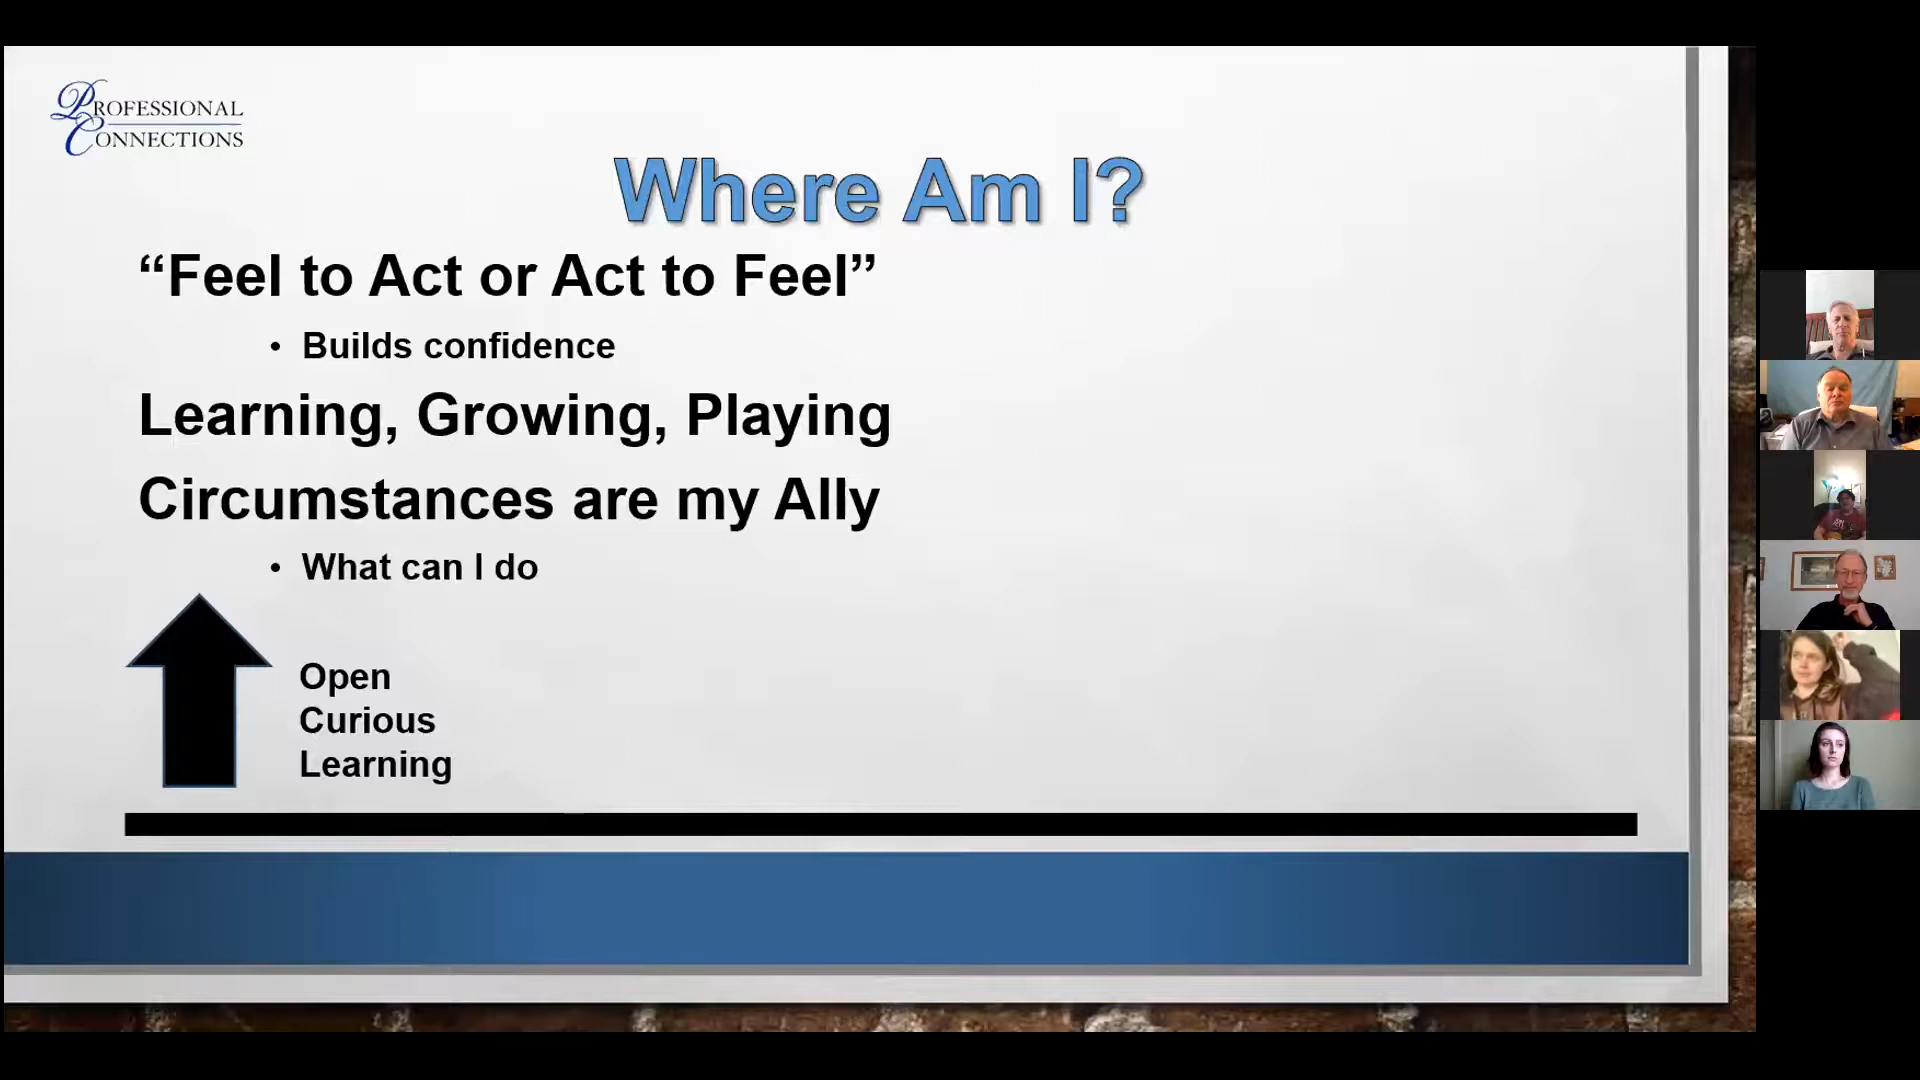 PROFESSIONAL
CONNECTIONS
Where Am I?
“Feel to Act or Act to Feel”
• Builds confidence
Learning, Growing, Playing
Circumstances are my Ally
• What can I do
Open
Curious
Learning